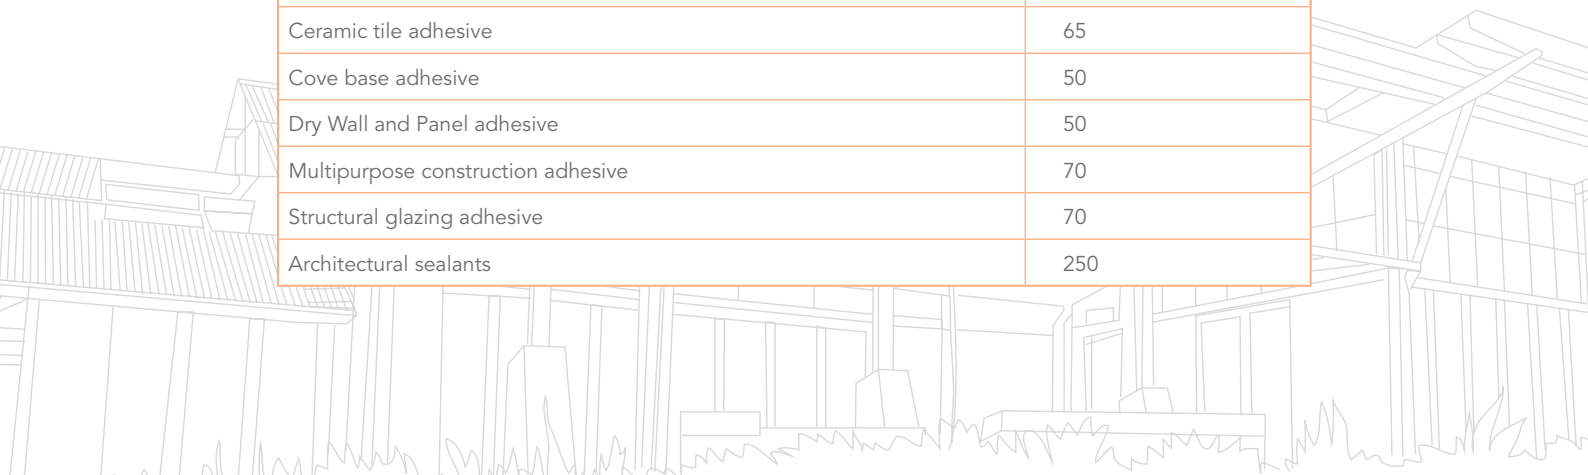 Ceramic tile adhesive 65
Cove base adhesive 50
Dry Wall and Panel adhesive 50
Multipurpose construction adhesive 70
Structural glazing adhesive 70
Architectural sealants 250